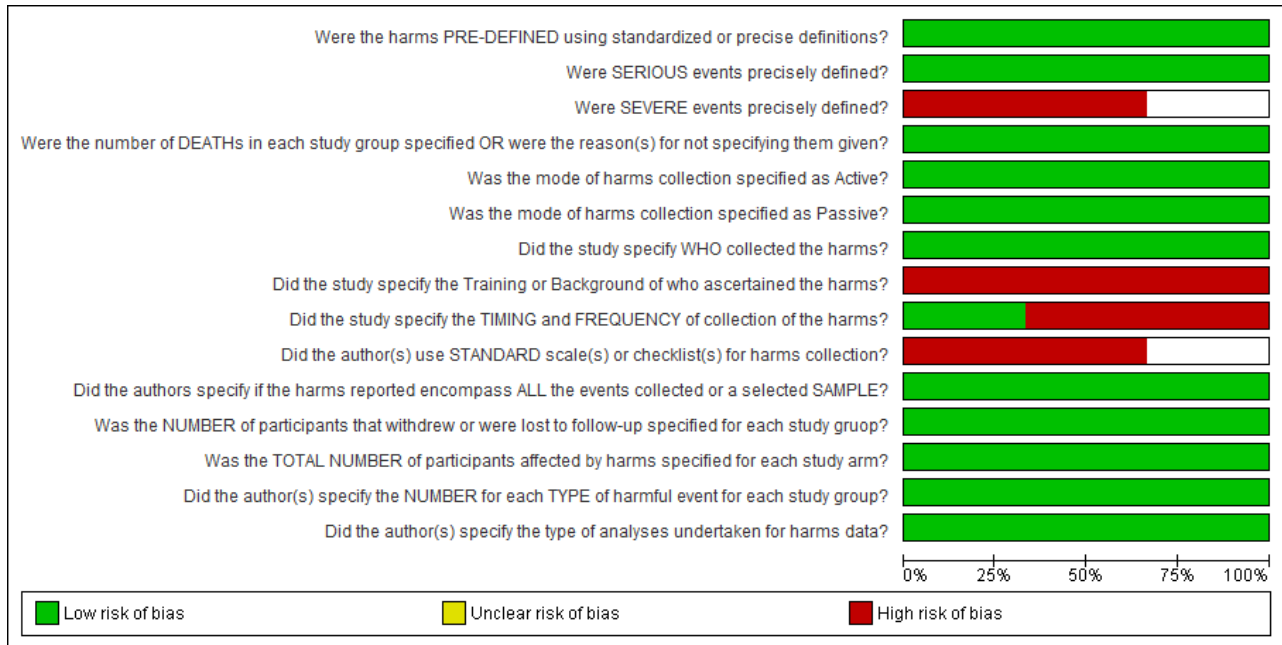 Were the harms PRE-DEFINED using standardized or precise definitions?
Were SERIOUS events precisely defined?
Were SEVERE events precisely defined?
Were the number of DEATHs in each study group specified OR were the reason(s) for not specifying them given?
Was the mode of harms collection specified as Active?
Was the mode of harms collection specified as Passive?
Did the study specify WHO collected the harms?
Did the study specify the Training or Background of who ascertained the harms?
Did the study specify the TIMING and FREQUENCY of collection of the harms?
Did the author(s) use STANDARD scale(s) or checklist(s) for harms collection?
Did the authors specify if the harms reported encompass ALL the events collected or a selected SAMPLE?
Was the NUMBER of participants that withdrew or were lost to follow-up specified for each study gruop?
Was the TOTAL NUMBER of participants affected by harms specified for each study arm?
Did the author(s) specify the NUMBER for each TYPE of harmful event for each study group?
Did the author(s) specify the type of analyses undertaken for harms data?
0% 25% 50% 75% 100%
Low risk of bias Unclear risk of bias High risk of bias